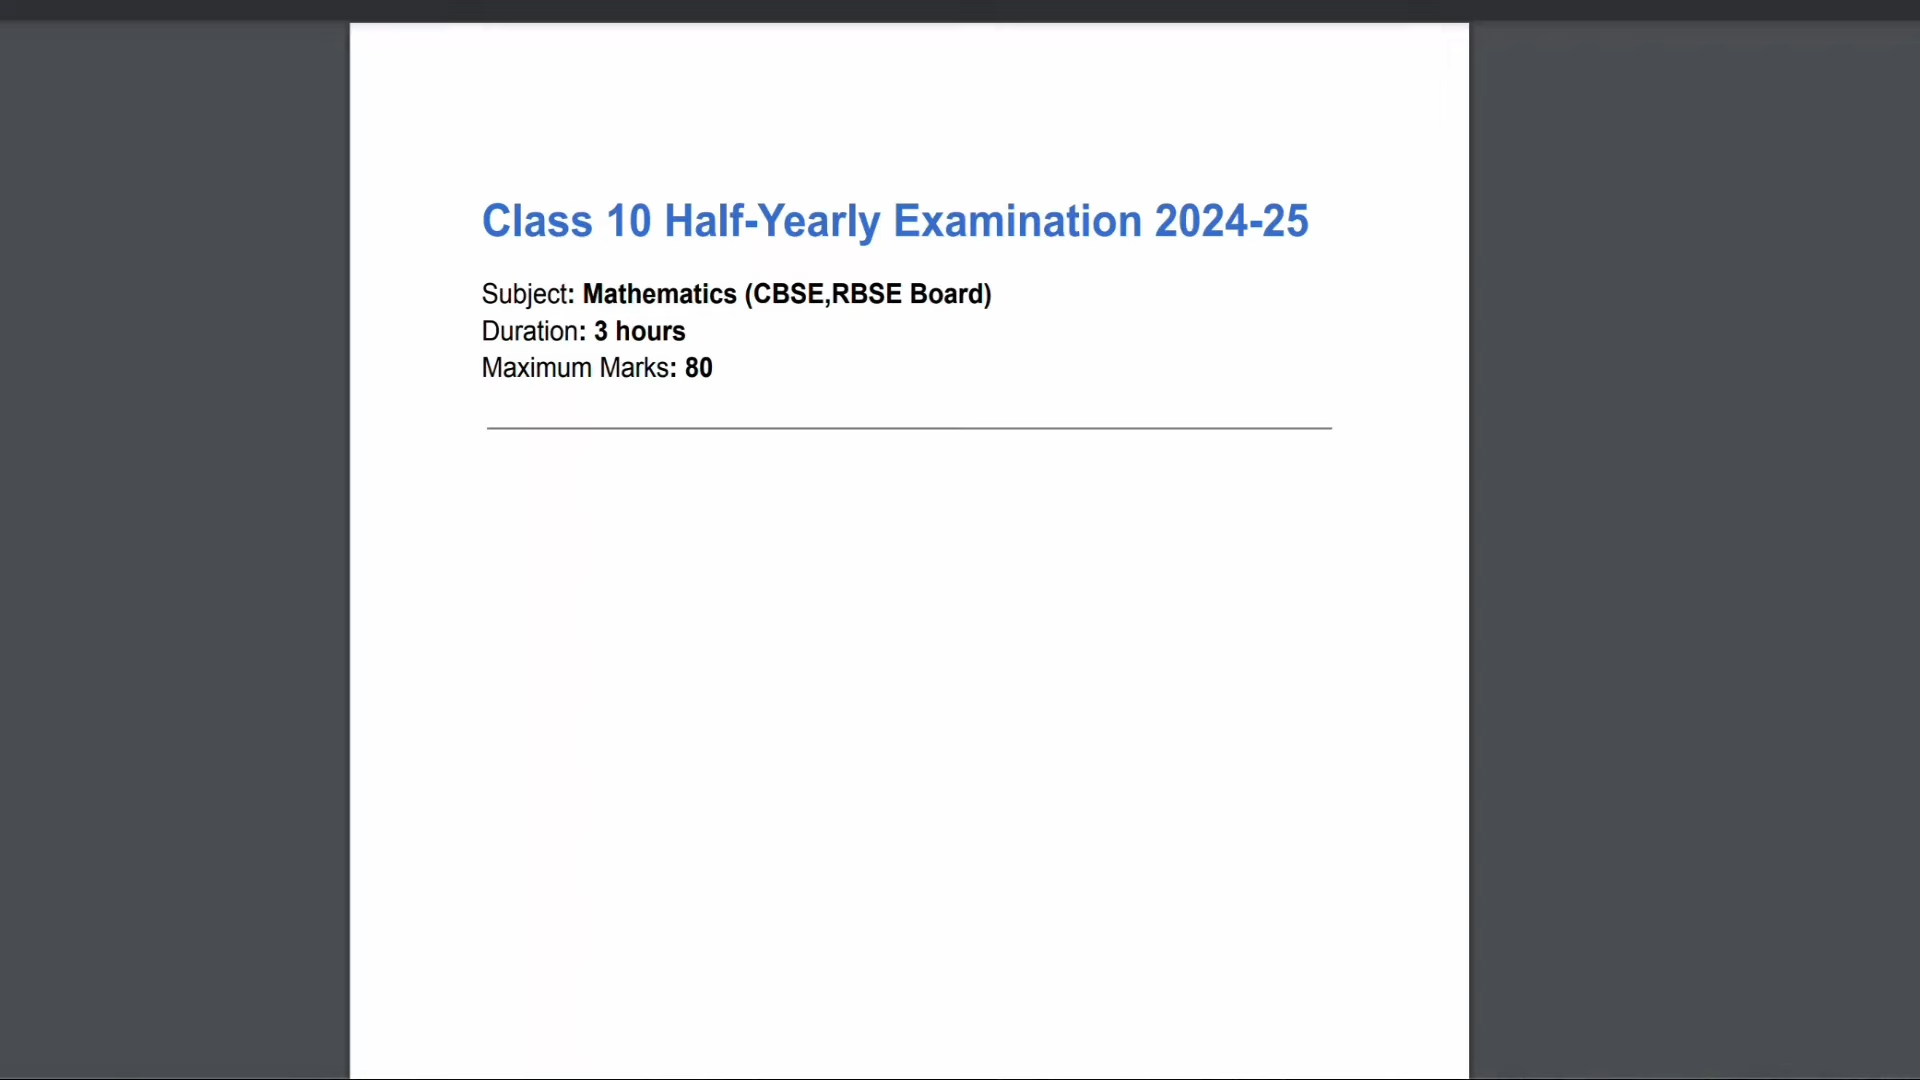 Class 10 Half-Yearly Examination 2024-25
Subject: Mathematics (CBSE,RBSE Board)
Duration: 3 hours
Maximum Marks: 80